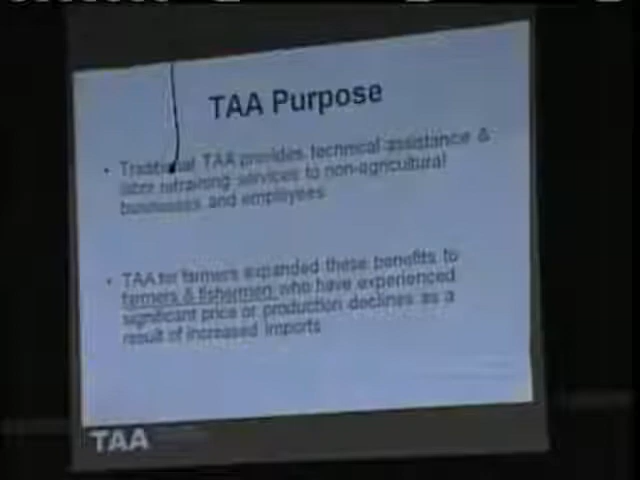 TAA Purpose
• Traditional TAA provides technical assistance &
labor retraining services to non-agricultural
businesses and employees
• TAA for farmers expanded these benefits to
farmers & fishermen who have experienced
significant price or production declines as a
result of increased imports
TAA